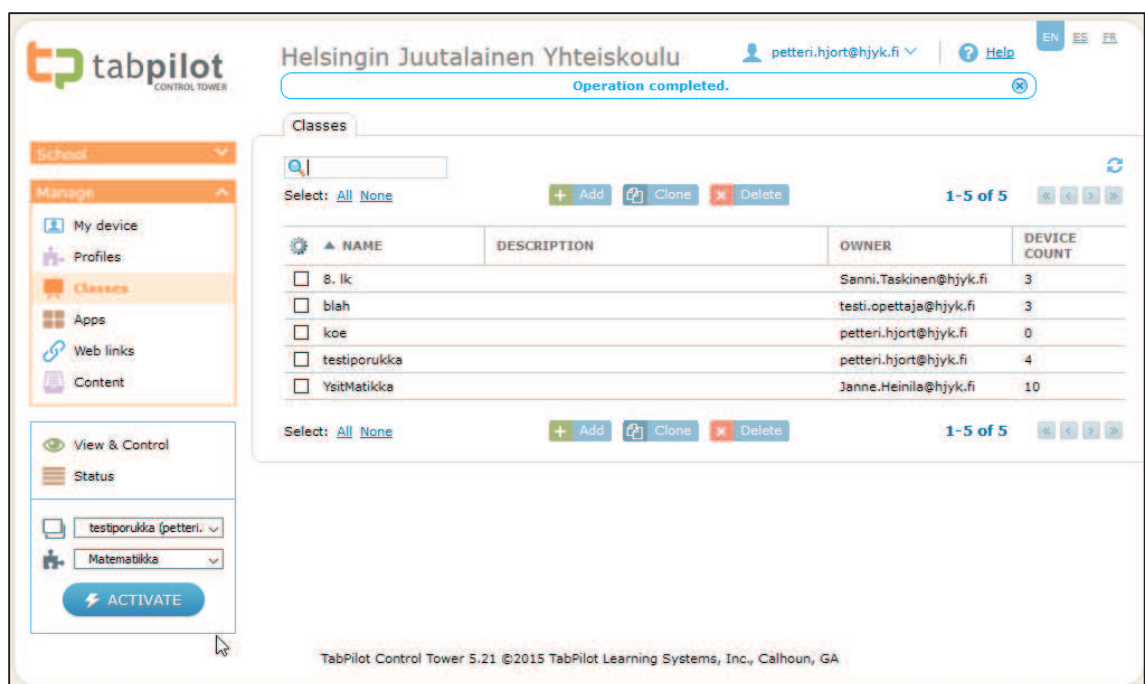 tabpilot
CONTROL TOWER
Helsingin Juutalainen Yhteiskoulu
petteri.hjort@hjyk.fi
Help
EN ES FR
Operation completed.
Classes
School
Manage
My device
Profiles
Classes
Apps
Web links
Content
View & Control
Status
testiporukka (petteri.
Matematiikka
ACTIVATE
Select: All None
+ Add Clone Delete
1-5 of 5
« < > »
NAME DESCRIPTION OWNER DEVICE COUNT
8. lk Sanni.Taskinen@hjyk.fi 3
blah testi.opettaja@hjyk.fi 3
koe petteri.hjort@hjyk.fi 0
testiporukka petteri.hjort@hjyk.fi 4
YsitMatikka Janne.Heinila@hjyk.fi 10
Select: All None
+ Add Clone Delete
1-5 of 5
« < > »
TabPilot Control Tower 5.21 ©2015 TabPilot Learning Systems, Inc., Calhoun, GA